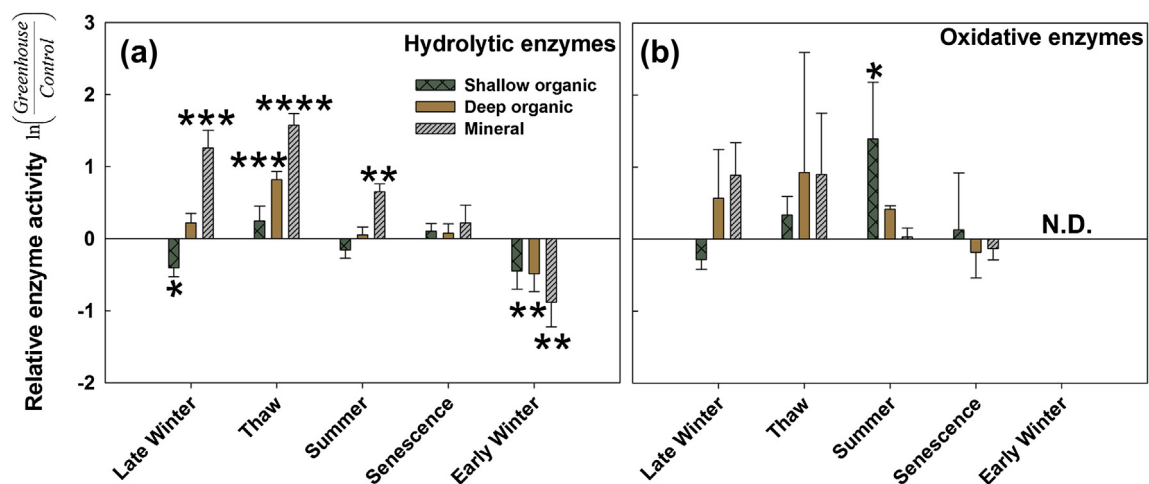 Relative enzyme activity ln(Greenhouse/Control)
3
2
1
0
-1
-2
(a)
Hydrolytic enzymes
Shallow organic
Deep organic
Mineral
***
****
***
**
*
**
**
Late Winter
Thaw
Summer
Senescence
Early Winter
(b)
Oxidative enzymes
*
N.D.
Late Winter
Thaw
Summer
Senescence
Early Winter